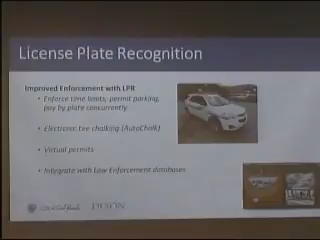 License Plate Recognition
Improved Enforcement with LPR
• Enforce time limits, permit parking,
pay by plate concurrently
• Electronic tire chalking (AutoChalk)
• Virtual permits
• Integrate with Law Enforcement databases
DIXON